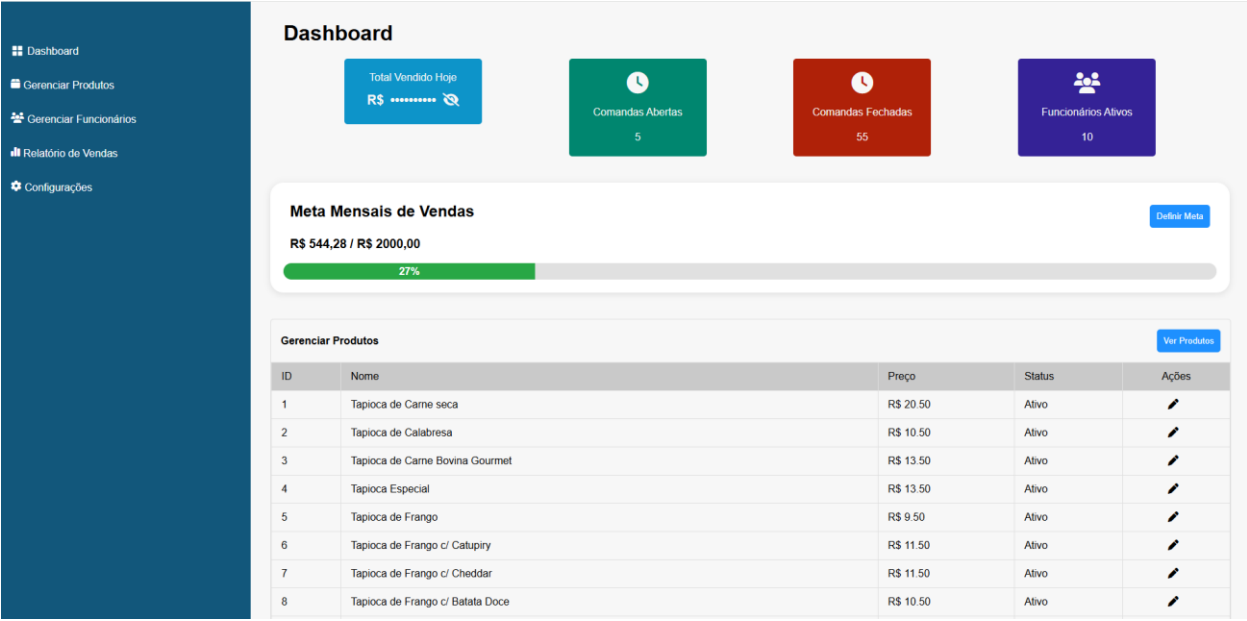 Dashboard
Gerenciar Produtos
Gerenciar Funcionários
Relatório de Vendas
Configurações
Dashboard
Total Vendido Hoje
R$ ••••••••••
Comandas Abertas
5
Comandas Fechadas
55
Funcionários Ativos
10
Meta Mensais de Vendas
Definir Meta
R$ 544,28 / R$ 2000,00
27%
Gerenciar Produtos
Ver Produtos
ID Nome Preço Status Ações
1 Tapioca de Carne seca R$ 20.50 Ativo
2 Tapioca de Calabresa R$ 10.50 Ativo
3 Tapioca de Carne Bovina Gourmet R$ 13.50 Ativo
4 Tapioca Especial R$ 13.50 Ativo
5 Tapioca de Frango R$ 9.50 Ativo
6 Tapioca de Frango c/ Catupiry R$ 11.50 Ativo
7 Tapioca de Frango c/ Cheddar R$ 11.50 Ativo
8 Tapioca de Frango c/ Batata Doce R$ 10.50 Ativo